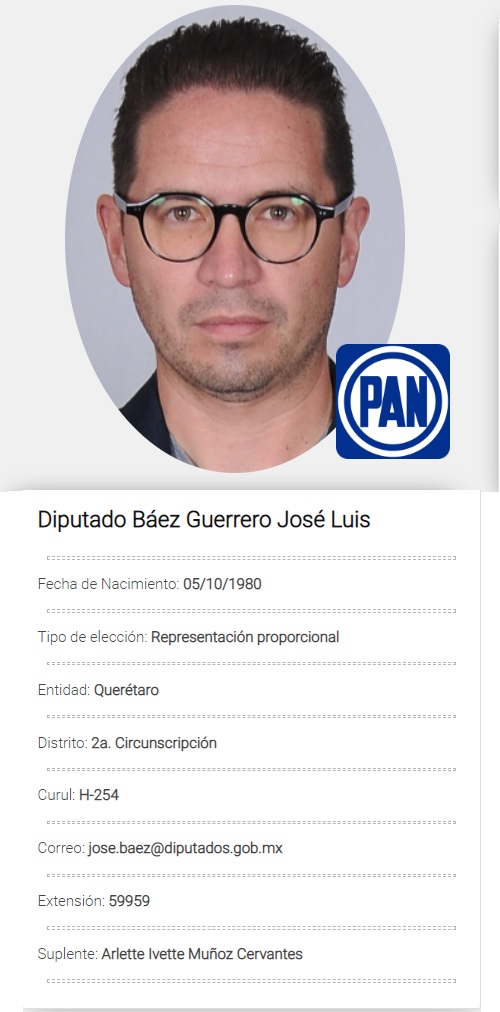 PAN
Diputado Báez Guerrero José Luis
Fecha de Nacimiento: 05/10/1980
Tipo de elección: Representación proporcional
Entidad: Querétaro
Distrito: 2a. Circunscripción
Curul: H-254
Correo: jose.baez@diputados.gob.mx
Extensión: 59959
Suplente: Arlette Ivette Muñoz Cervantes